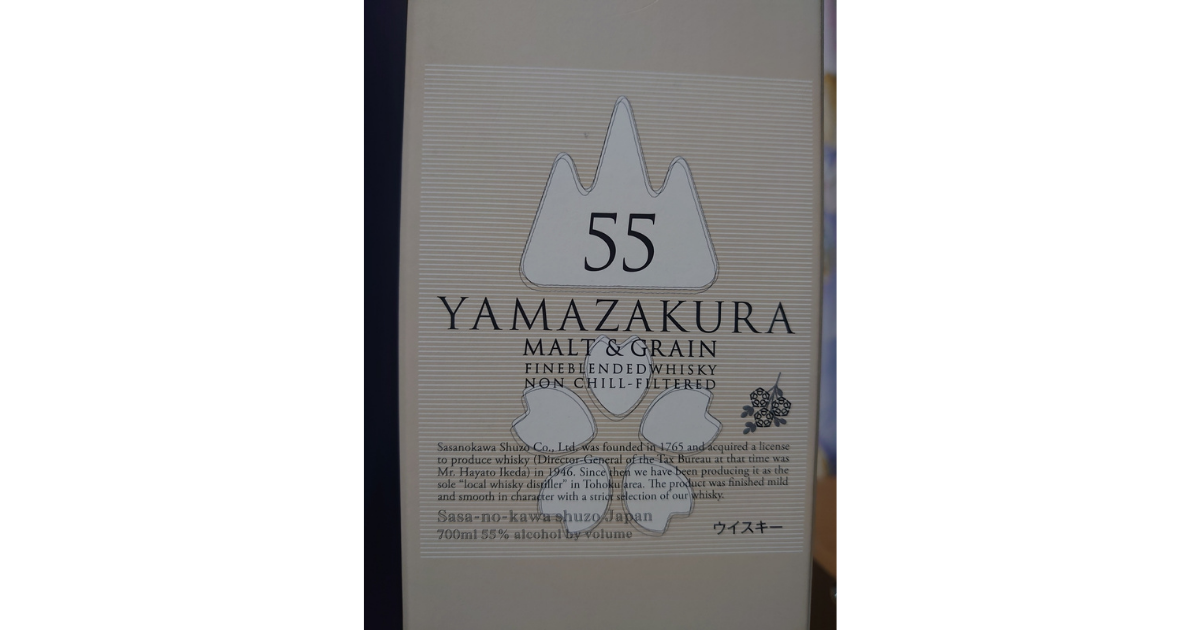 55
YAMAZAKURA
MALT & GRAIN
FINEBLENDEDWHISKY
NON CHILL-FILTERED
Sasanokawa Shuzo Co., Ltd. was founded in 1765 and acquired a license
to produce whisky (Director-General of the Tax Bureau at that time was
Mr. Hayato Ikeda) in 1946. Since then we have been producing it as the
sole "local whisky distiller" in Tohoku area. The product was finished mild
and smooth in character with a strict selection of our whisky.
Sasa-no-kawa shuzo Japan
700ml 55% alcohol by volume
ウイスキー